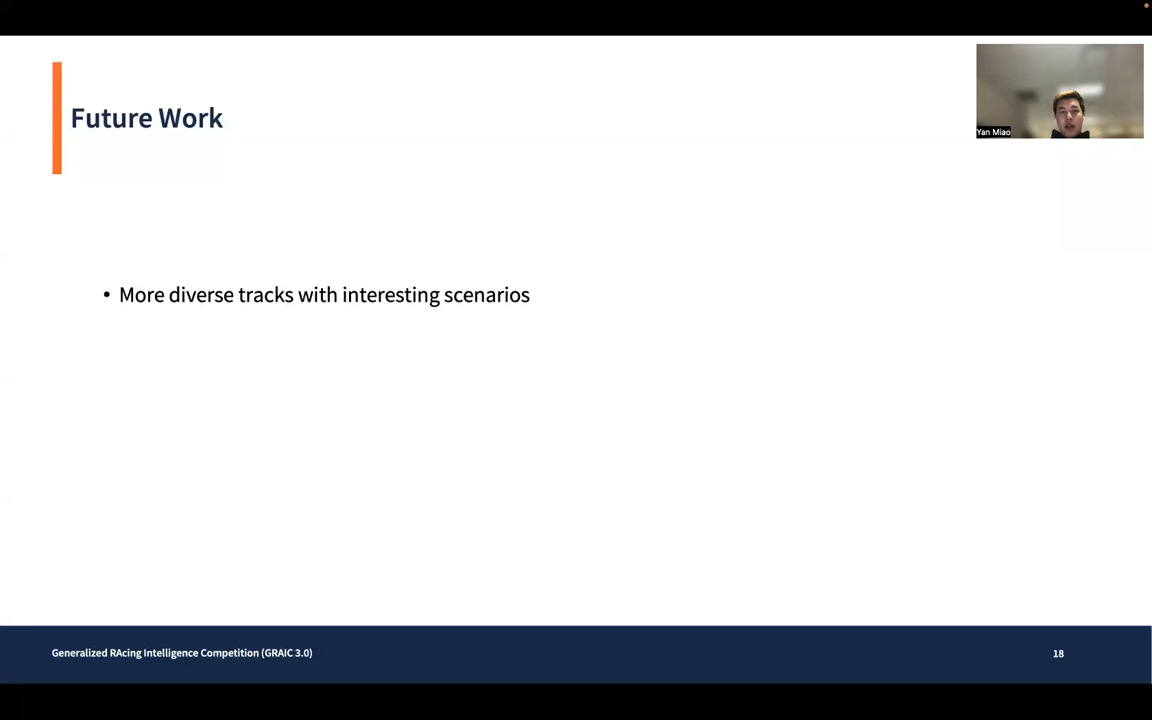 Future Work
Yan Miao
• More diverse tracks with interesting scenarios
Generalized RAcing Intelligence Competition (GRAIC 3.0)
18